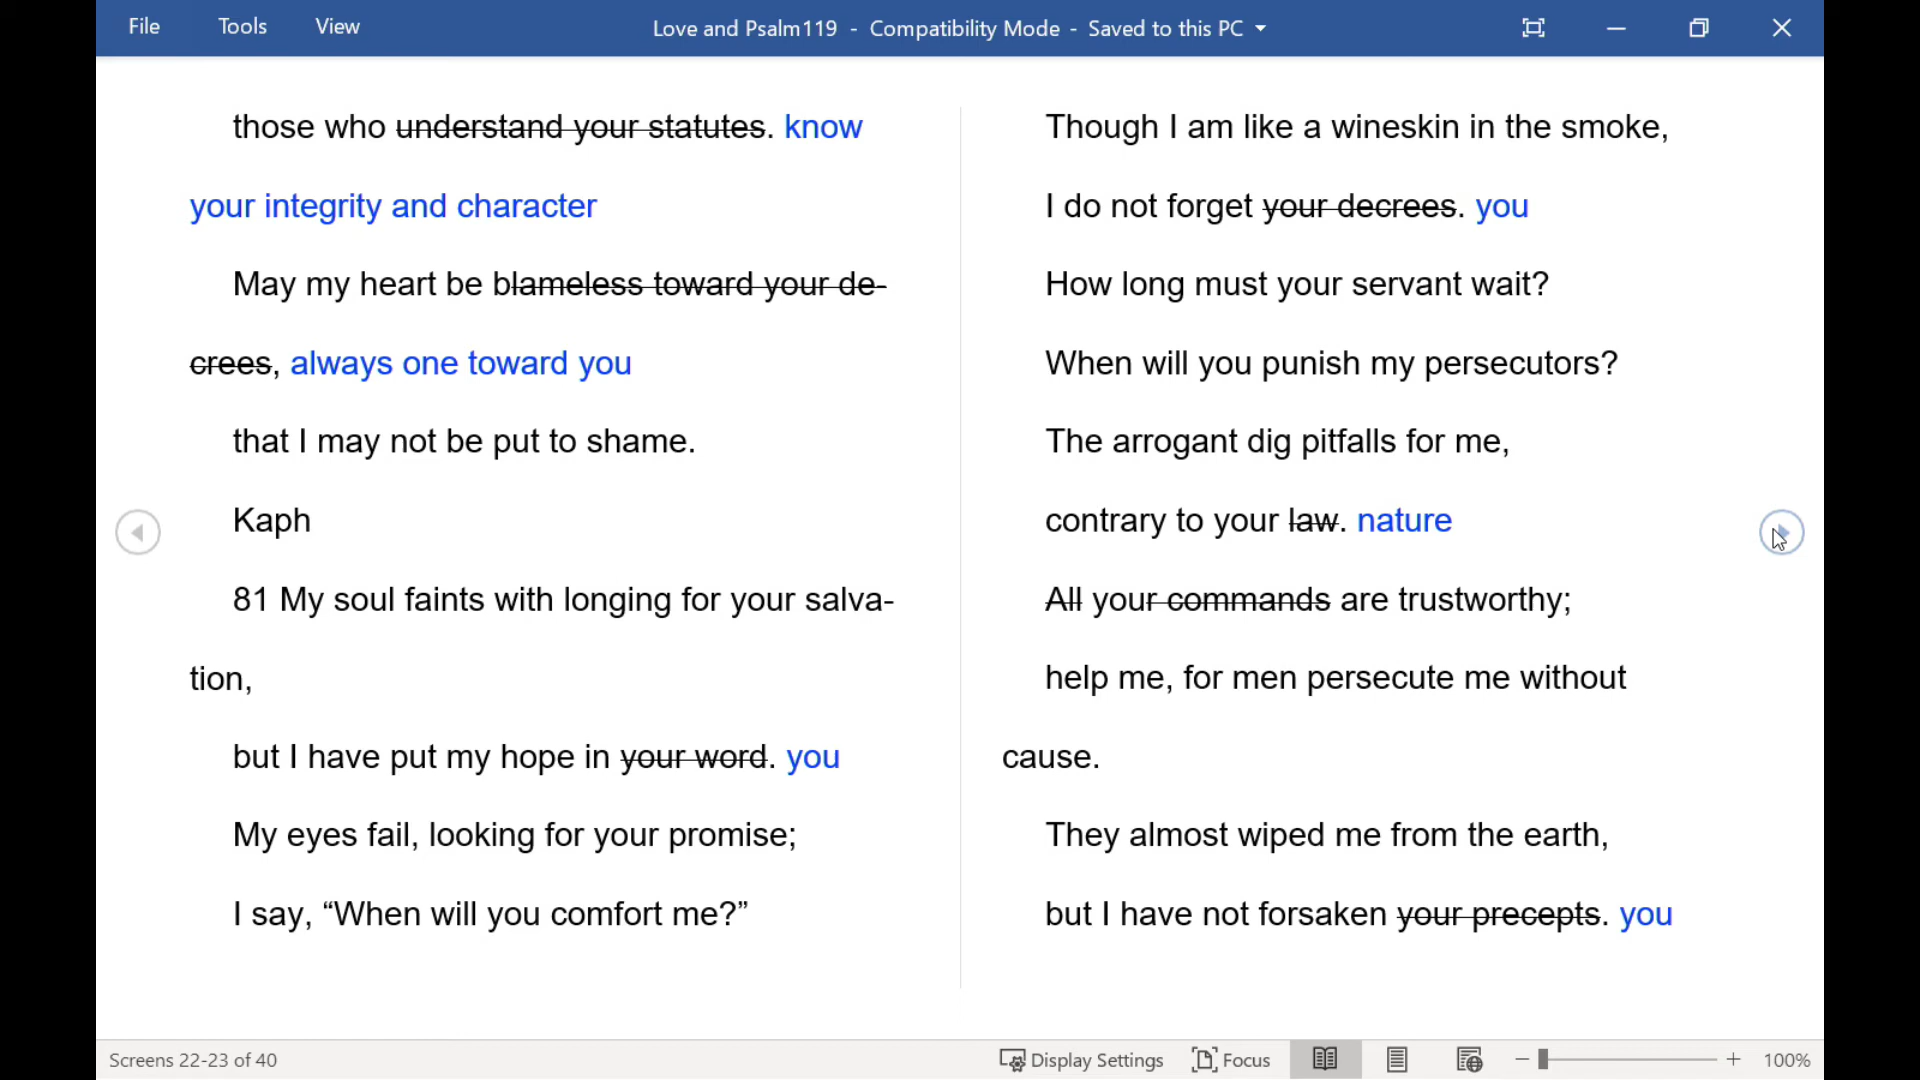 File Tools View Love and Psalm119 - Compatibility Mode - Saved to this PC
those who understand your statutes. know
your integrity and character
May my heart be blameless toward your de-
crees, always one toward you
that I may not be put to shame.
Kaph
81 My soul faints with longing for your salva-
tion,
but I have put my hope in your word. you
My eyes fail, looking for your promise;
I say, “When will you comfort me?”
Though I am like a wineskin in the smoke,
I do not forget your decrees. you
How long must your servant wait?
When will you punish my persecutors?
The arrogant dig pitfalls for me,
contrary to your law. nature
All your commands are trustworthy;
help me, for men persecute me without
cause.
They almost wiped me from the earth,
but I have not forsaken your precepts. you
Screens 22-23 of 40 Display Settings Focus 100%